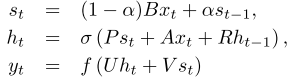 s_t = (1 − α)Bx_t + αs_{t−1},
h_t = σ (Ps_t + Ax_t + Rh_{t−1}) ,
y_t = f (Uh_t + Vs_t)